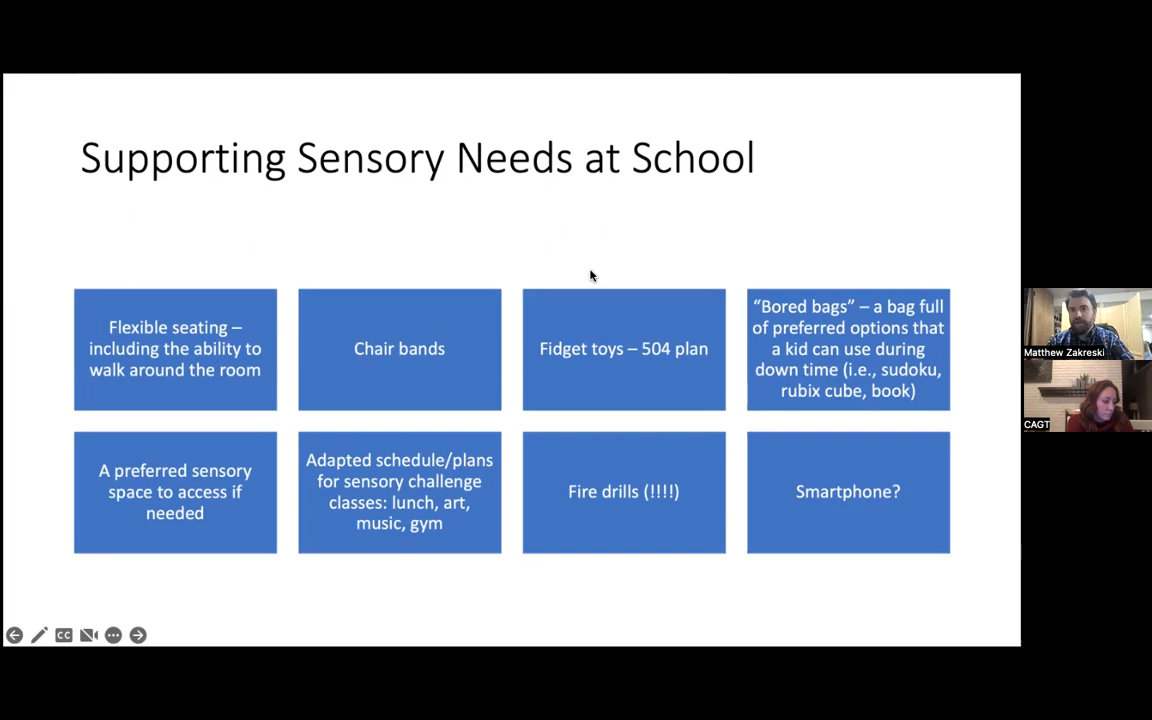 Supporting Sensory Needs at School
Flexible seating –
including the ability to
walk around the room
Chair bands
Fidget toys – 504 plan
“Bored bags” – a bag full
of preferred options that
a kid can use during
down time (i.e., sudoku,
rubix cube, book)
A preferred sensory
space to access if
needed
Adapted schedule/plans
for sensory challenge
classes: lunch, art,
music, gym
Fire drills (!!!!)
Smartphone?
Matthew Zakreski
CAGT
CC